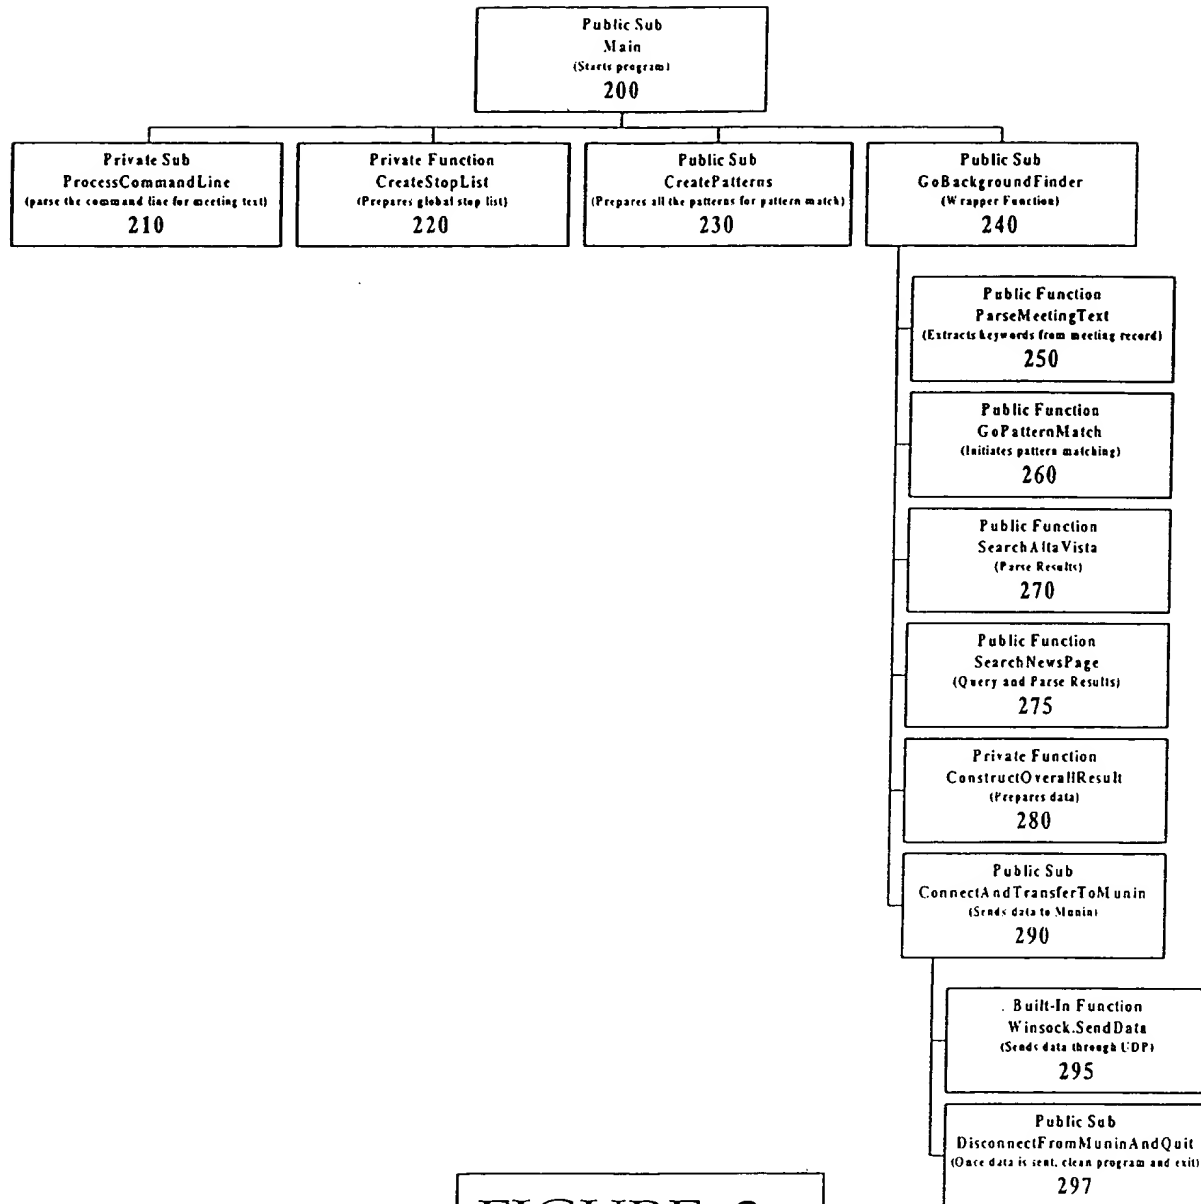 Public Sub
Main
(Starts program)
200
Private Sub
ProcessCommandLine
(parse the command line for meeting text)
210
Private Function
CreateStopList
(Prepares global stop list)
220
Public Sub
CreatePatterns
(Prepares all the patterns for pattern match)
230
Public Sub
GoBackgroundFinder
(Wrapper Function)
240
Public Function
ParseMeetingText
(Extracts keywords from meeting record)
250
Public Function
GoPatternMatch
(Initiates pattern matching)
260
Public Function
SearchAltaVista
(Parse Results)
270
Public Function
SearchNewsPage
(Query and Parse Results)
275
Private Function
ConstructOverallResult
(Prepares data)
280
Public Sub
ConnectAndTransferToMunin
(Sends data to Munin)
290
Built-In Function
Winsock.SendData
(Sends data through UDP)
295
Public Sub
DisconnectFromMuninAndQuit
(Once data is sent, clean program and exit)
297
FIGURE 2